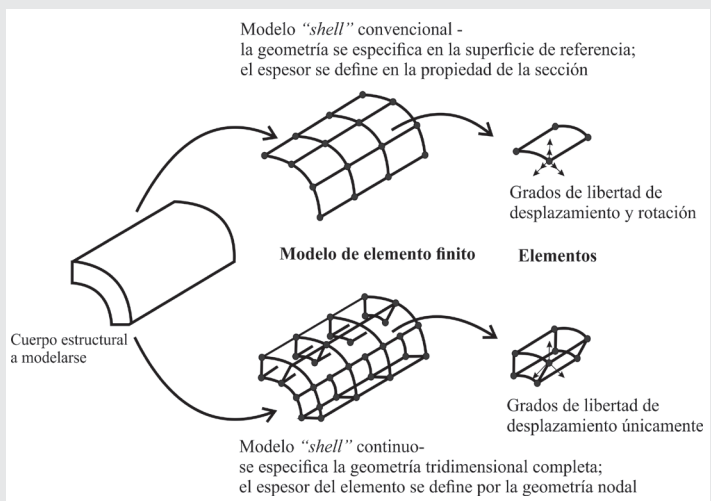 Modelo “shell” convencional -
la geometría se especifica en la superficie de referencia;
el espesor se define en la propiedad de la sección
Grados de libertad de
desplazamiento y rotación
Modelo de elemento finito
Elementos
Cuerpo estructural
a modelarse
Grados de libertad de
desplazamiento únicamente
Modelo “shell” continuo-
se especifica la geometría tridimensional completa;
el espesor del elemento se define por la geometría nodal